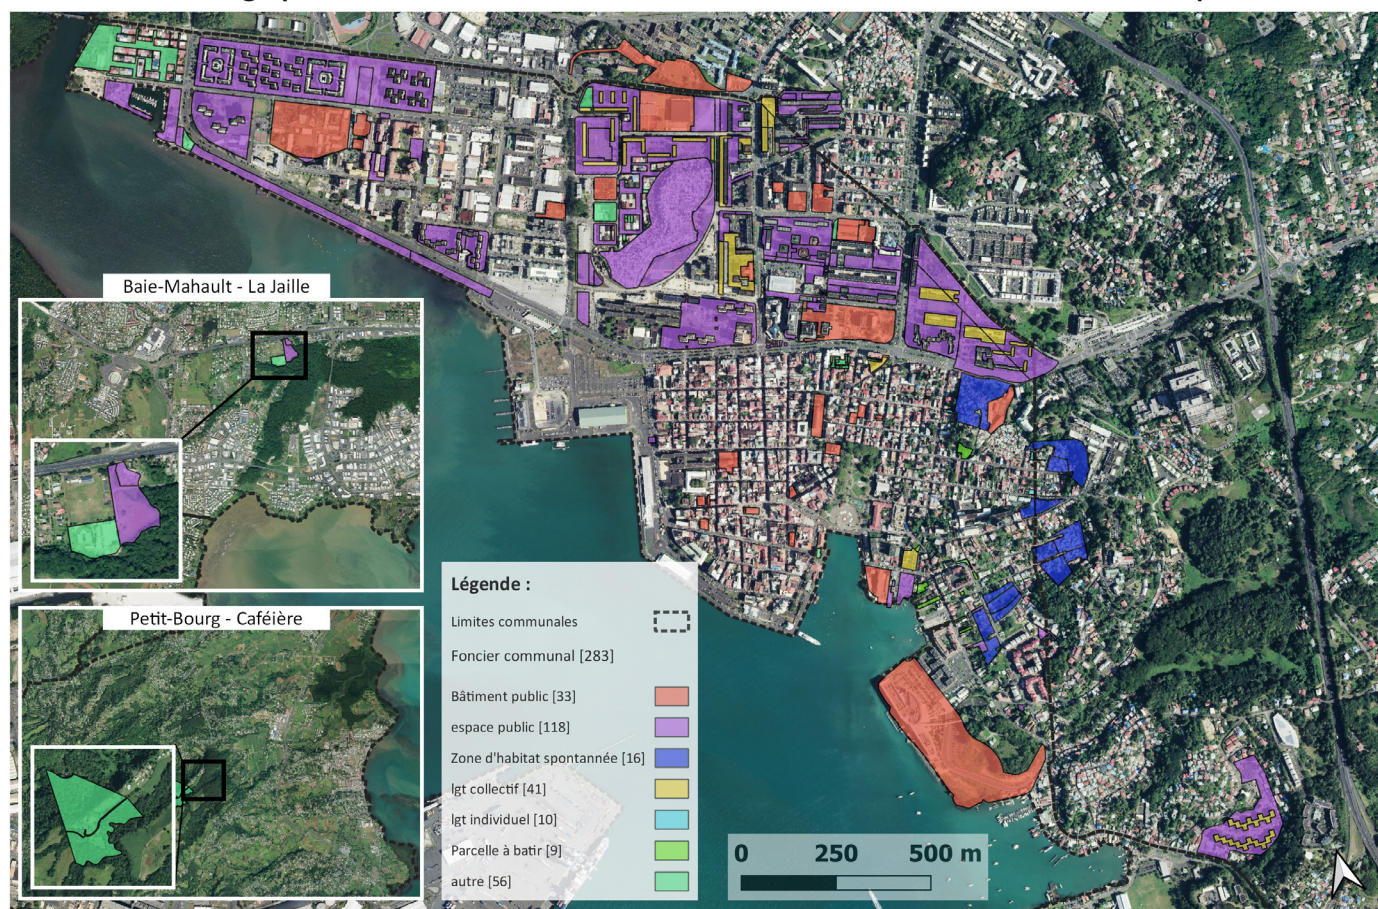 Baie-Mahault - La Jaille
Petit-Bourg - Caféière
Légende :
Limites communales
Foncier communal [283]
Bâtiment public [33]
espace public [118]
Zone d'habitat spontannée [16]
lgt collectif [41]
lgt individuel [10]
Parcelle à batir [9]
autre [56]
0 250 500 m